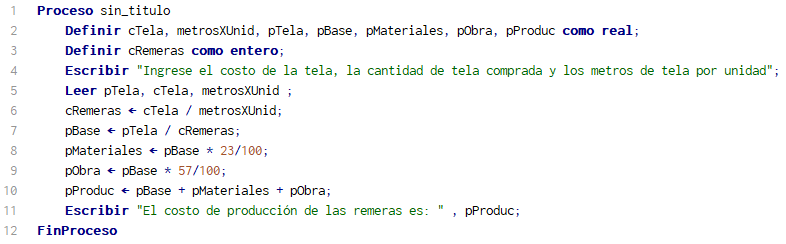 1 Proceso sin_titulo
2 Definir cTela, metrosXUnid, pTela, pBase, pMateriales, pObra, pProduc como real;
3 Definir cRemeras como entero;
4 Escribir "Ingrese el costo de la tela, la cantidad de tela comprada y los metros de tela por unidad";
5 Leer pTela, cTela, metrosXUnid ;
6 cRemeras ← cTela / metrosXUnid;
7 pBase ← pTela / cRemeras;
8 pMateriales ← pBase * 23/100;
9 pObra ← pBase * 57/100;
10 pProduc ← pBase + pMateriales + pObra;
11 Escribir "El costo de producción de las remeras es: " , pProduc;
12 FinProceso